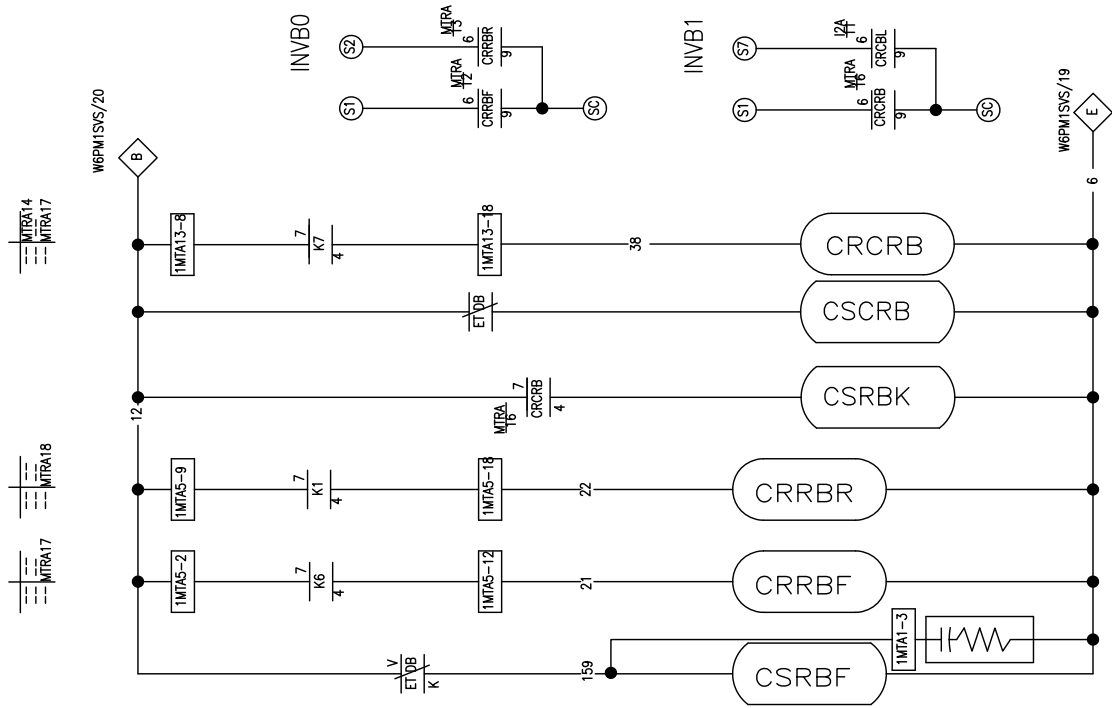 MTRA14
MTRA17
MTRA18
MTRA17
W6PM1SVS/20
B
12
1MTA13-8
7
K7
4
1MTA13-18
38
CRCRB
ET DB
CSCRB
MTRA
T6
7
CRCRB
4
CSRBK
1MTA5-9
7
K1
4
1MTA5-18
22
CRRBR
1MTA5-2
7
K6
4
1MTA5-12
21
CRRBF
V
ET DB
K
159
1MTA1-3
CSRBF
INVB0
S2
MTRA
T3
6
CRRBR
9
S1
MTRA
T2
6
CRRBF
9
SC
INVB1
S7
I2A
T1
6
CRCBL
9
S1
MTRA
T6
6
CRCRB
9
SC
W6PM1SVS/19
E
6